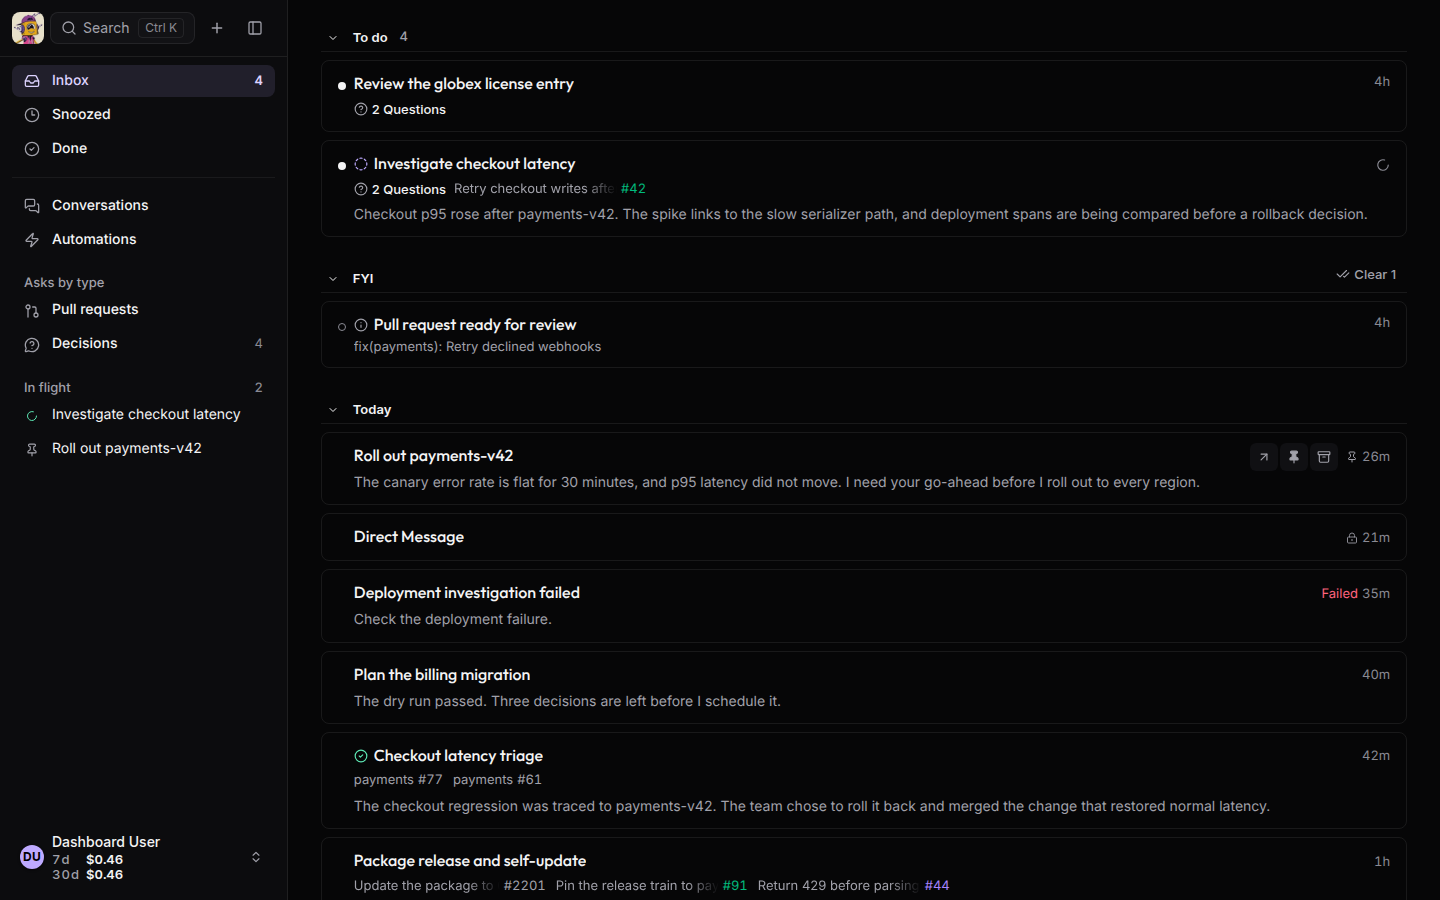 Search Ctrl K
Inbox 4
Snoozed
Done
Conversations
Automations
Asks by type
Pull requests
Decisions 4
In flight 2
Investigate checkout latency
Roll out payments-v42
DU Dashboard User
7d $0.46
30d $0.46
To do 4
Review the globex license entry 4h
2 Questions
Investigate checkout latency
2 Questions Retry checkout writes afte #42
Checkout p95 rose after payments-v42. The spike links to the slow serializer path, and deployment spans are being compared before a rollback decision.
FYI Clear 1
Pull request ready for review 4h
fix(payments): Retry declined webhooks
Today
Roll out payments-v42 26m
The canary error rate is flat for 30 minutes, and p95 latency did not move. I need your go-ahead before I roll out to every region.
Direct Message 21m
Deployment investigation failed Failed 35m
Check the deployment failure.
Plan the billing migration 40m
The dry run passed. Three decisions are left before I schedule it.
Checkout latency triage 42m
payments #77 payments #61
The checkout regression was traced to payments-v42. The team chose to roll it back and merged the change that restored normal latency.
Package release and self-update 1h
Update the package to #2201 Pin the release train to pay #91 Return 429 before parsing #44